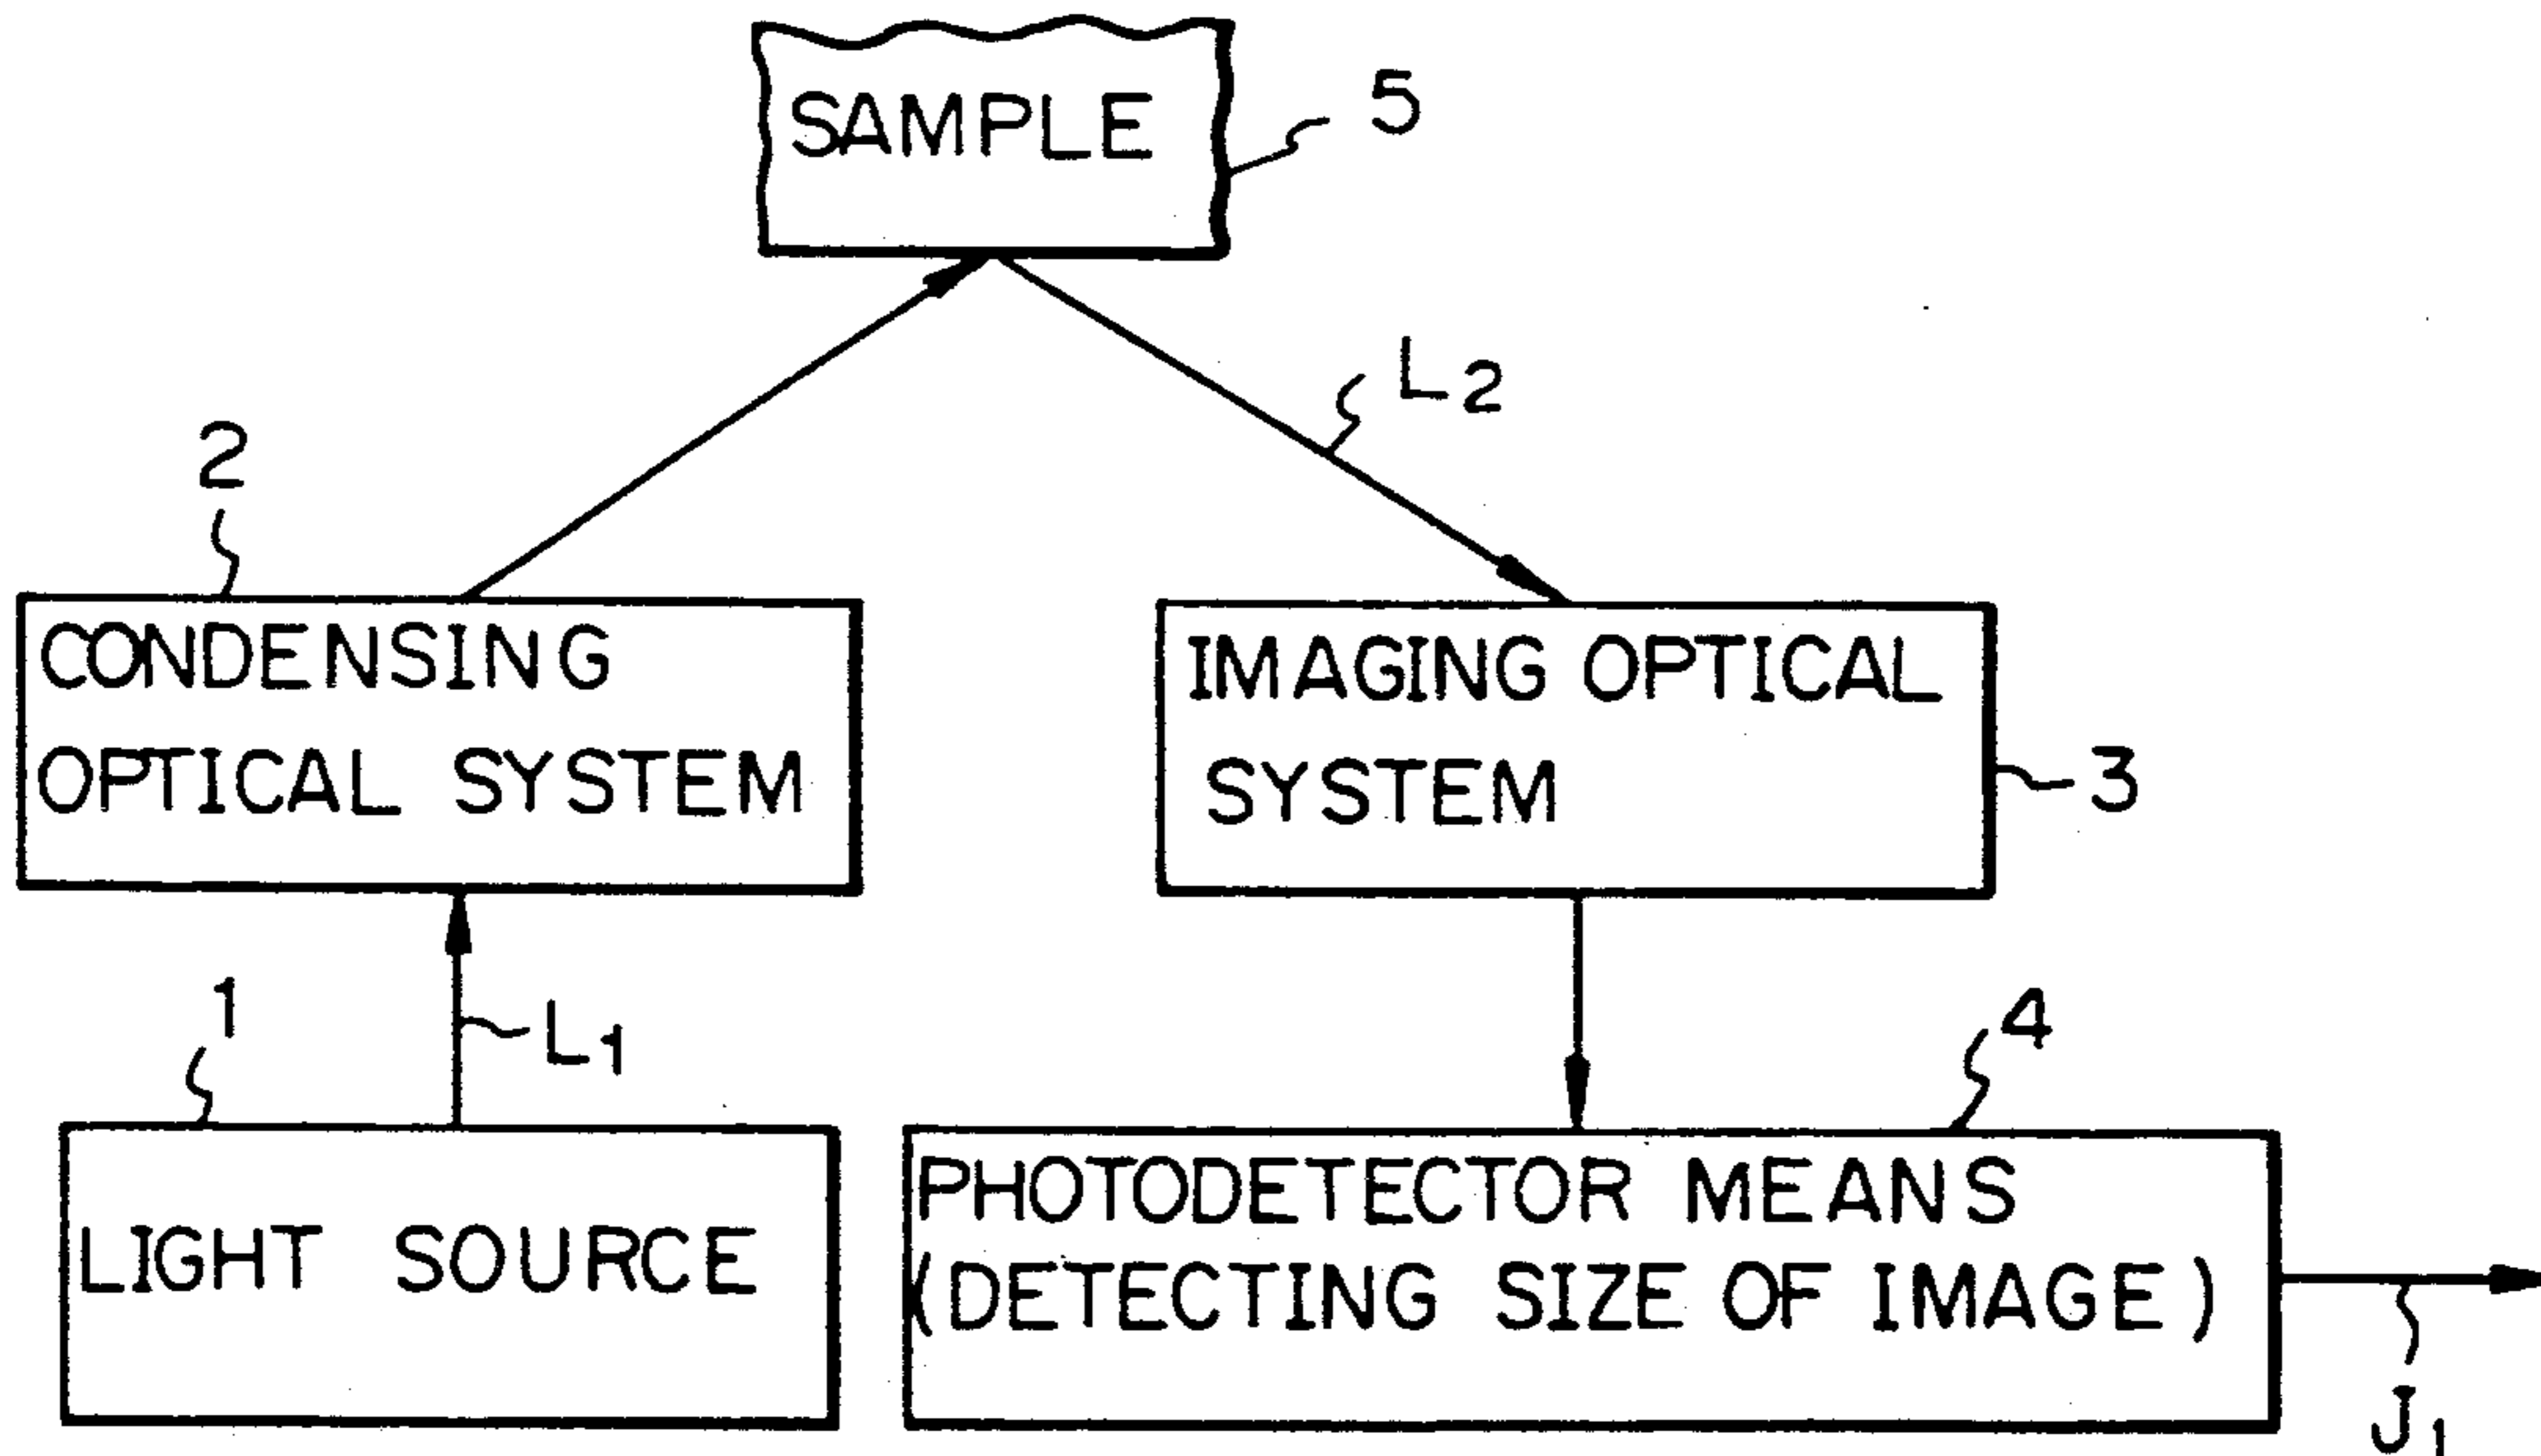 SAMPLE
5
L2
2
CONDENSING
OPTICAL SYSTEM
IMAGING OPTICAL
SYSTEM
3
1
L1
4
LIGHT SOURCE
PHOTODETECTOR MEANS
(DETECTING SIZE OF IMAGE)
J1